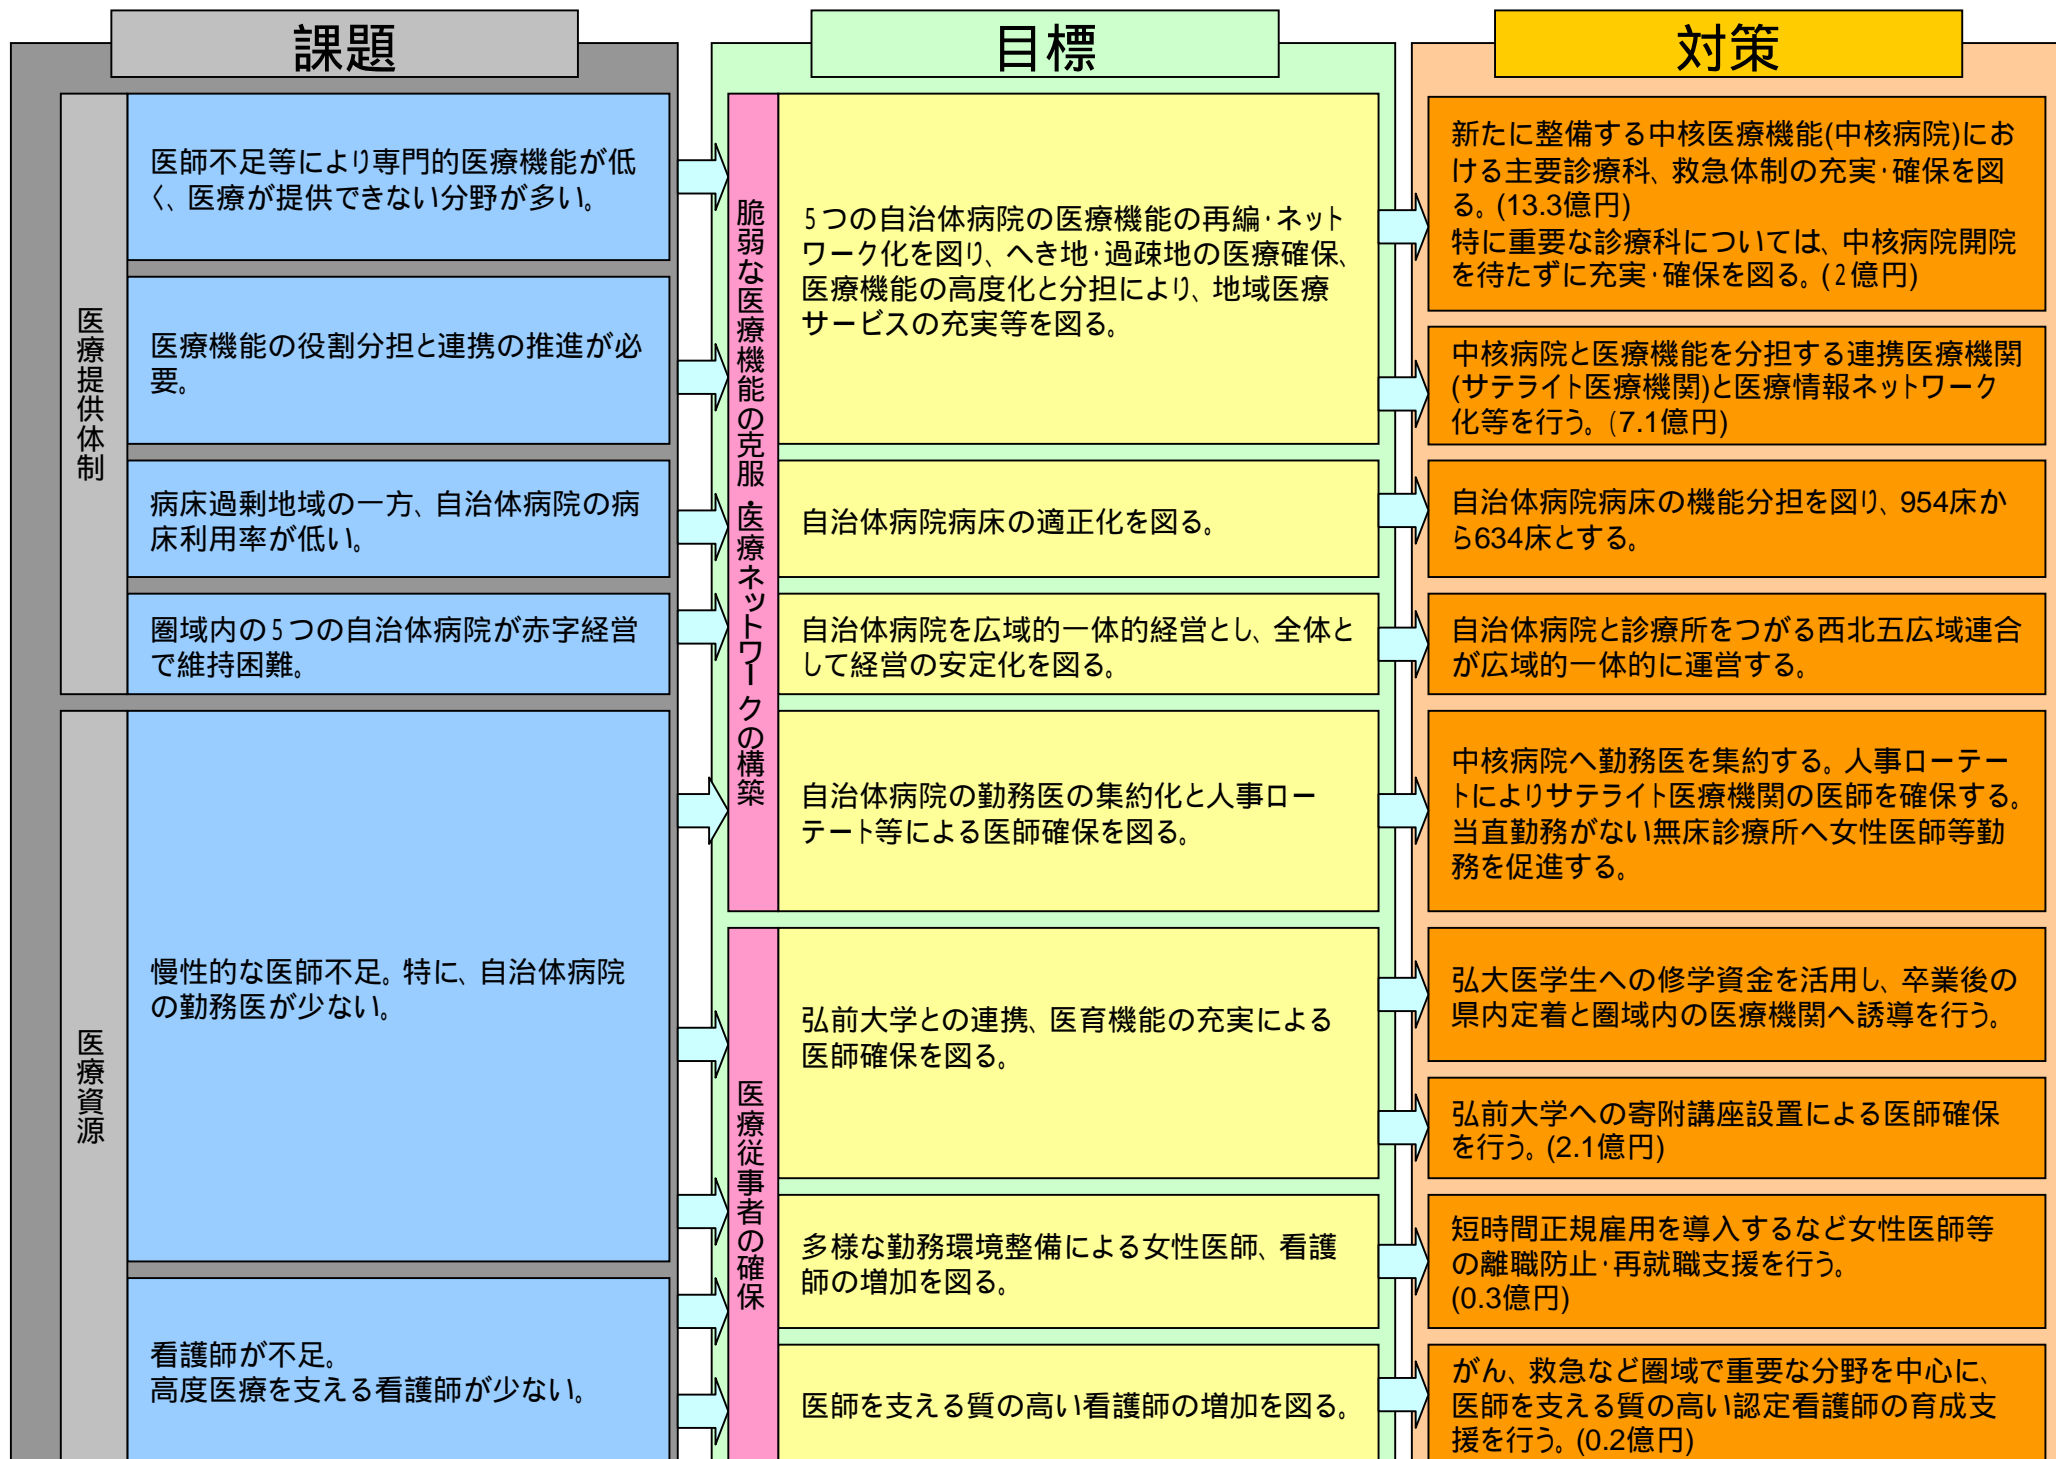 課題
医療提供体制
医師不足等により専門的医療機能が低
く、医療が提供できない分野が多い。
医療機能の役割分担と連携の推進が必
要。
病床過剰地域の一方、自治体病院の病
床利用率が低い。
圏域内の5つの自治体病院が赤字経営
で維持困難。
医療資源
慢性的な医師不足。特に、自治体病院
の勤務医が少ない。
看護師が不足。
高度医療を支える看護師が少ない。
目標
脆弱な医療機能の克服・医療ネットワークの構築
5つの自治体病院の医療機能の再編・ネット
ワーク化を図り、へき地・過疎地の医療確保、
医療機能の高度化と分担により、地域医療
サービスの充実等を図る。
自治体病院病床の適正化を図る。
自治体病院を広域的一体的経営とし、全体と
して経営の安定化を図る。
自治体病院の勤務医の集約化と人事ロー
テート等による医師確保を図る。
医療従事者の確保
弘前大学との連携、医育機能の充実による
医師確保を図る。
多様な勤務環境整備による女性医師、看護
師の増加を図る。
医師を支える質の高い看護師の増加を図る。
対策
新たに整備する中核医療機能(中核病院)にお
ける主要診療科、救急体制の充実・確保を図
る。(13.3億円)
特に重要な診療科については、中核病院開院
を待たずに充実・確保を図る。(2億円)
中核病院と医療機能を分担する連携医療機関
(サテライト医療機関)と医療情報ネットワーク
化等を行う。(7.1億円)
自治体病院病床の機能分担を図り、954床か
ら634床とする。
自治体病院と診療所をつがる西北五広域連合
が広域的一体的に運営する。
中核病院へ勤務医を集約する。人事ローテー
トによりサテライト医療機関の医師を確保する。
当直勤務がない無床診療所へ女性医師等勤
務を促進する。
弘大医学生への修学資金を活用し、卒業後の
県内定着と圏域内の医療機関へ誘導を行う。
弘前大学への寄附講座設置による医師確保
を行う。(2.1億円)
短時間正規雇用を導入するなど女性医師等
の離職防止・再就職支援を行う。
(0.3億円)
がん、救急など圏域で重要な分野を中心に、
医師を支える質の高い認定看護師の育成支
援を行う。(0.2億円)